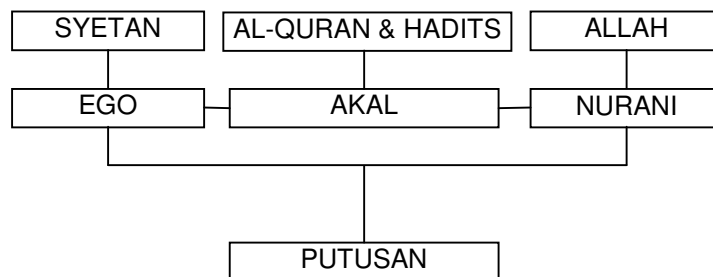 SYETAN
AL-QURAN & HADITS
ALLAH
EGO
AKAL
NURANI
PUTUSAN